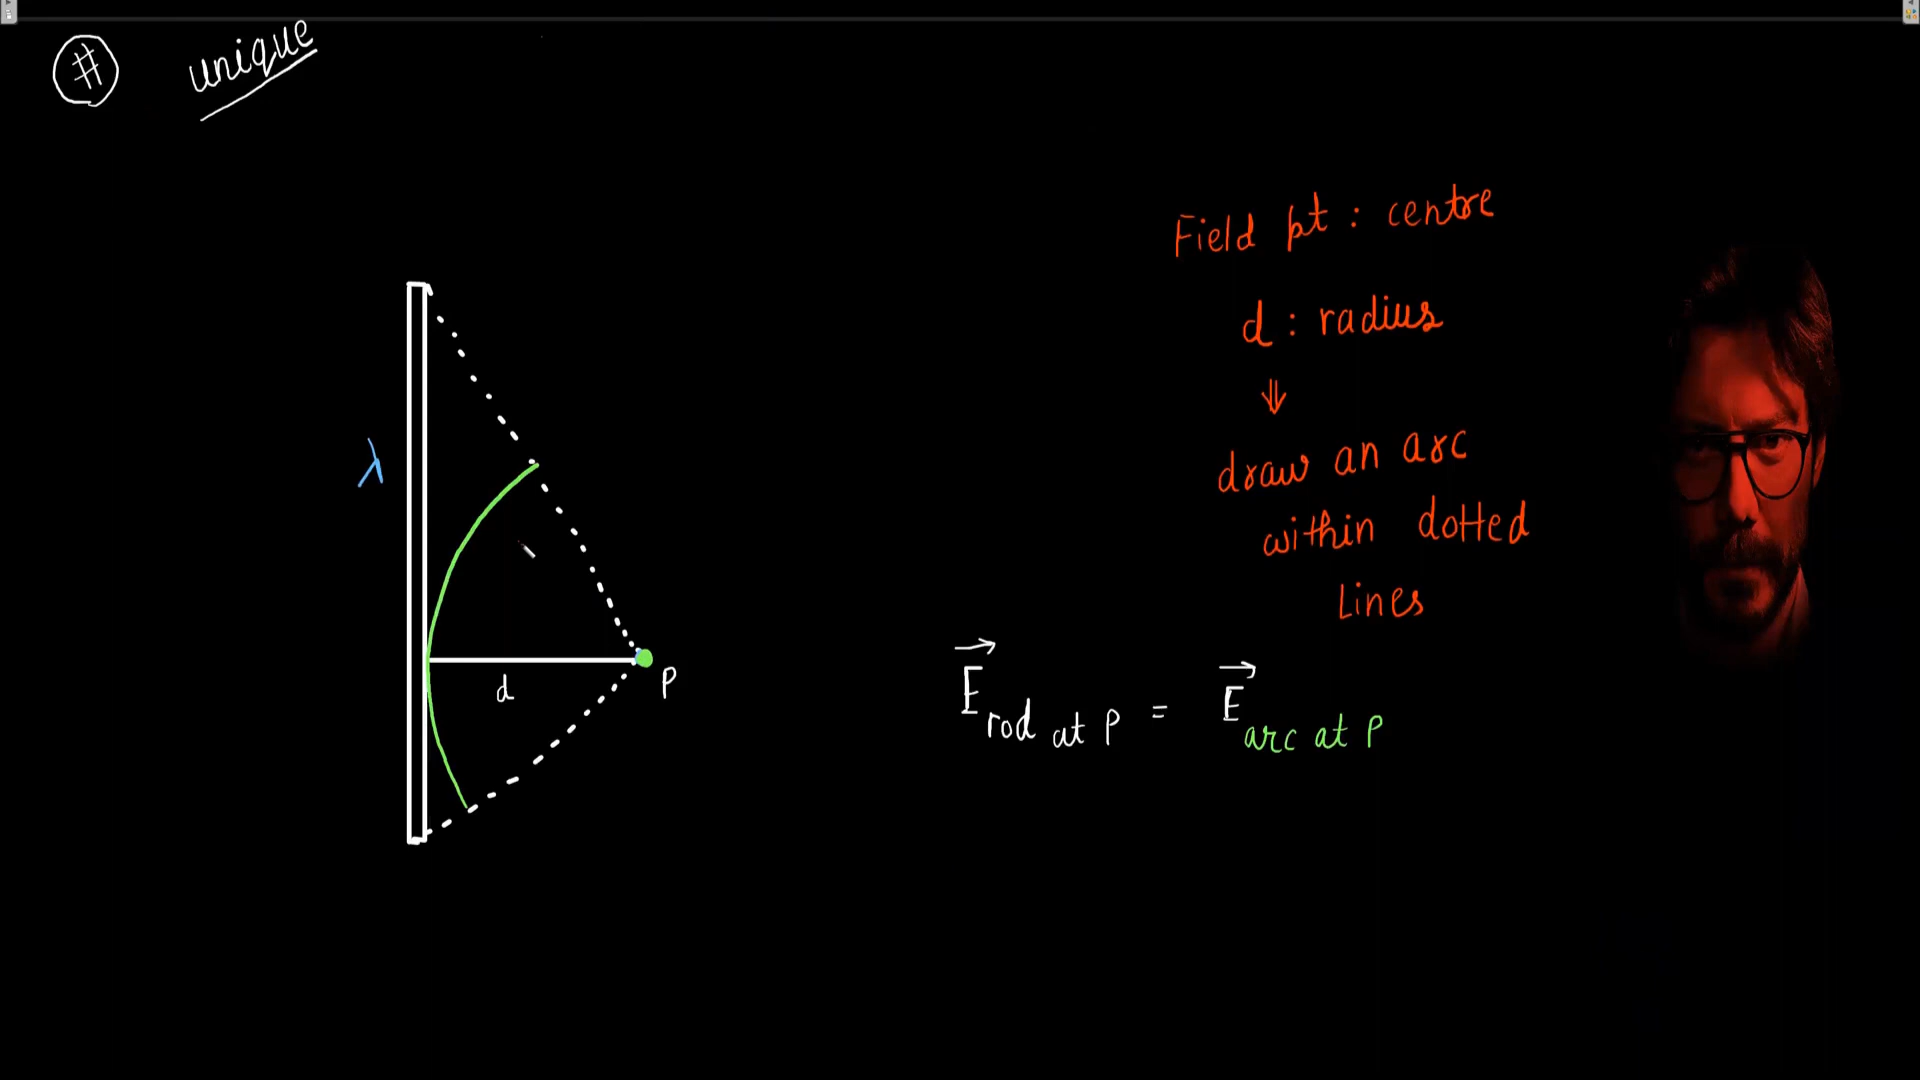 # unique
Field pt : centre
d : radius
⇓
draw an arc
within dotted
Lines
λ
d
P
E rod at P = E arc at P